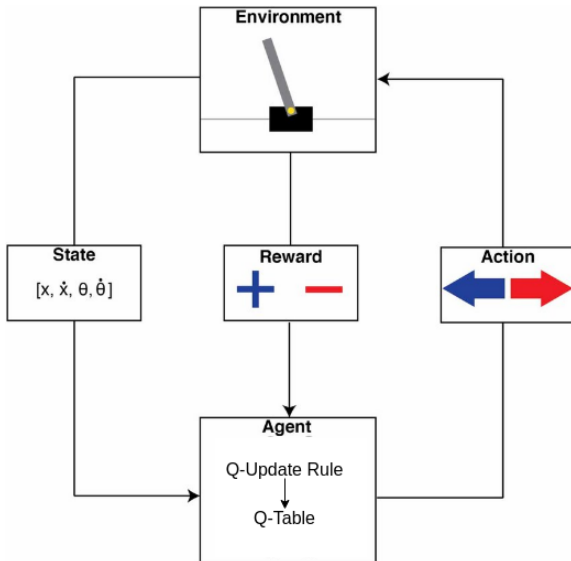 Environment
State
[x, ẋ, θ, θ̇]
Reward
Action
Agent
Q-Update Rule
Q-Table